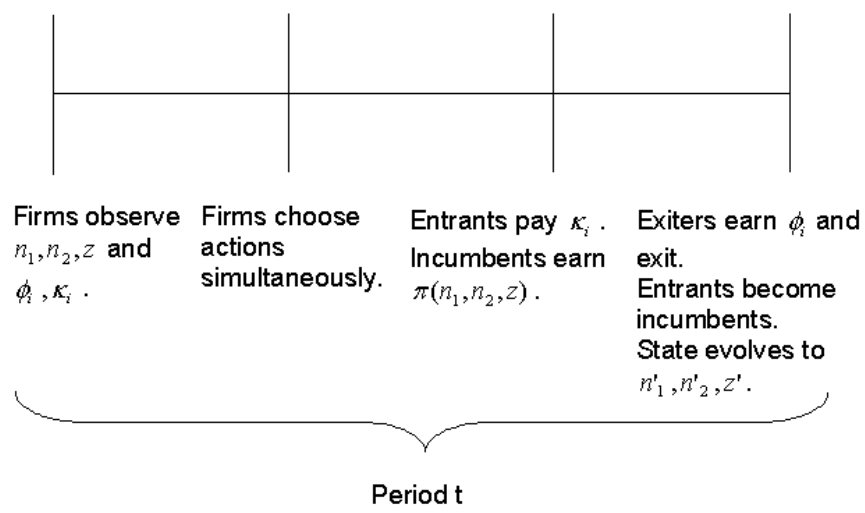 Firms observe
n₁,n₂,z and
ϕᵢ,κᵢ .
Firms choose
actions
simultaneously.
Entrants pay κᵢ .
Incumbents earn
π(n₁,n₂,z) .
Exiters earn ϕᵢ and
exit.
Entrants become
incumbents.
State evolves to
n'₁,n'₂,z'.
Period t